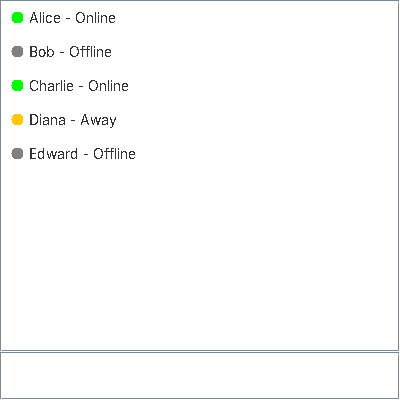 Alice - Online
Bob - Offline
Charlie - Online
Diana - Away
Edward - Offline